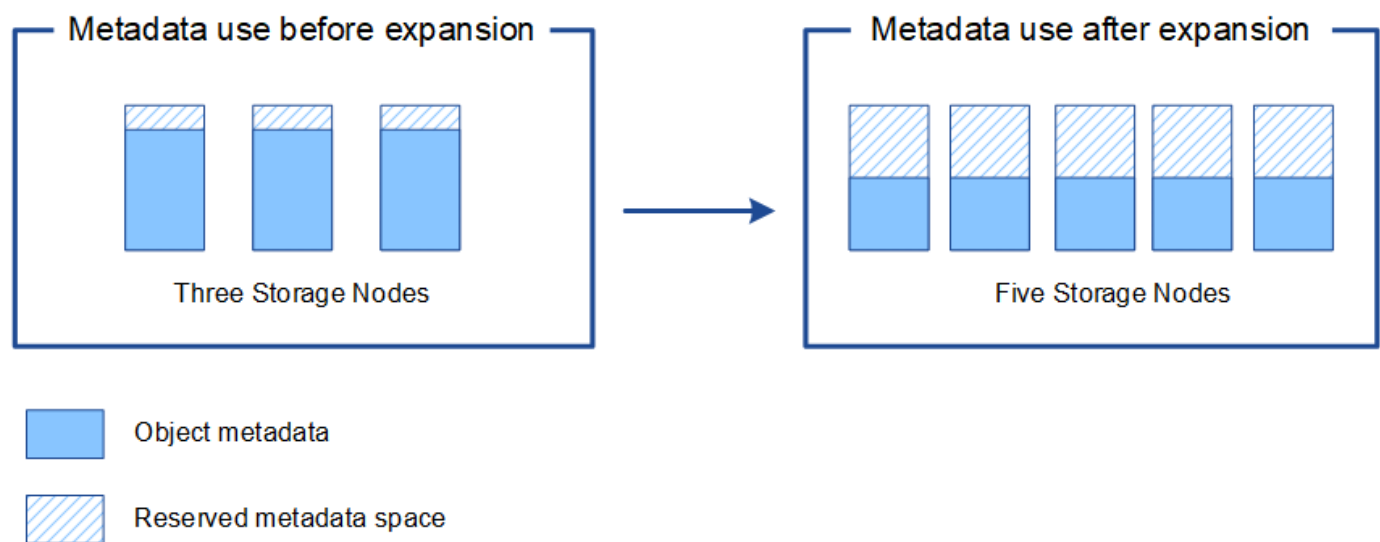 Metadata use before expansion
Three Storage Nodes
Metadata use after expansion
Five Storage Nodes
Object metadata
Reserved metadata space